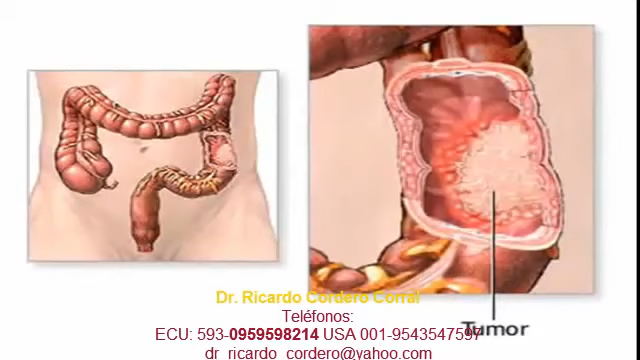 Dr. Ricardo Cordero Corral
Teléfonos:
ECU: 593-0959598214 USA 001-9543547597
Tumor
dr_ricardo_cordero@yahoo.com